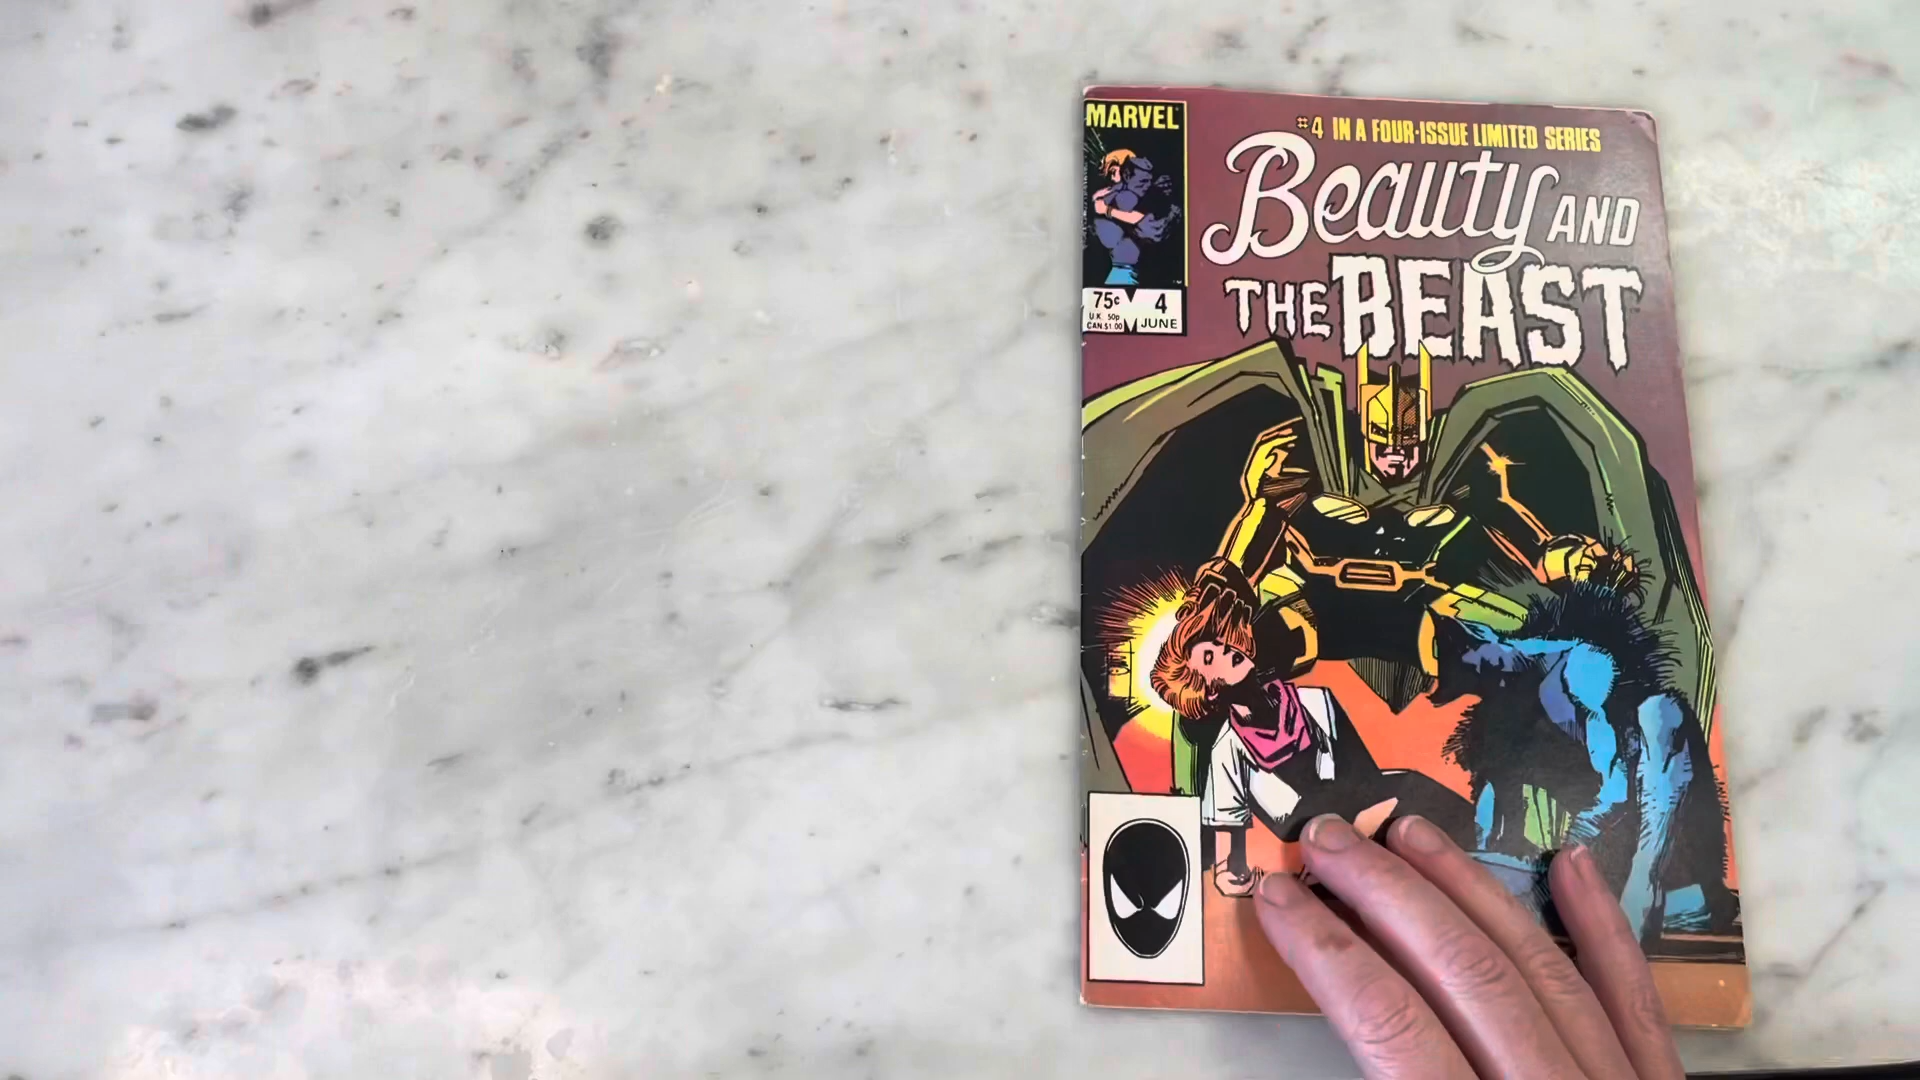 MARVEL
#4 IN A FOUR-ISSUE LIMITED SERIES
Beauty AND
THE BEAST
75¢
U.K. 50p
CAN. $1.00
4
JUNE